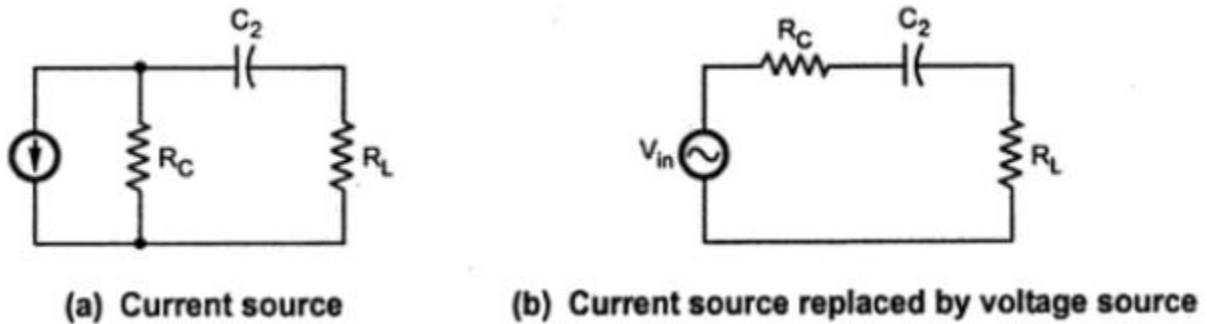 C2
RC
RL
(a) Current source
RC
C2
Vin
RL
(b) Current source replaced by voltage source